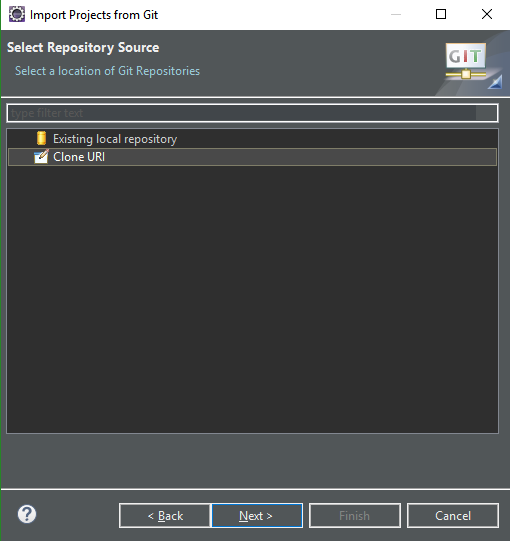 Import Projects from Git
Select Repository Source
Select a location of Git Repositories
GIT
type filter text
Existing local repository
Clone URI
?
< Back
Next >
Finish
Cancel